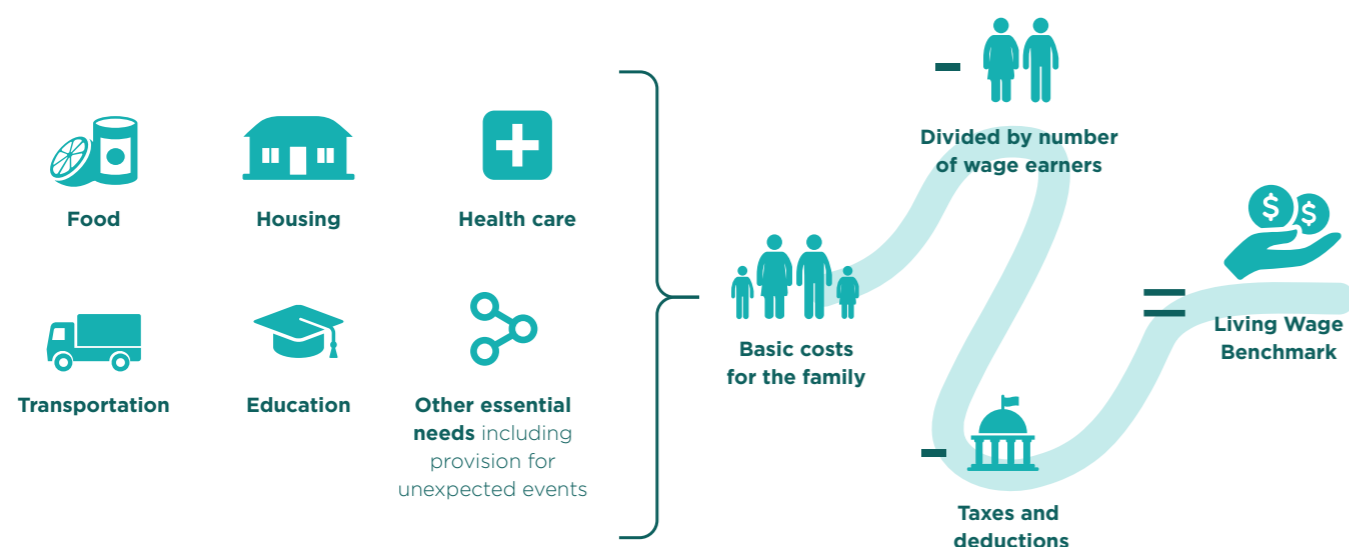 Food
Housing
Health care
Transportation
Education
Other essential
needs including
provision for
unexpected events
Basic costs
for the family
-
Divided by number
of wage earners
-
Taxes and
deductions
=
$ $
Living Wage
Benchmark